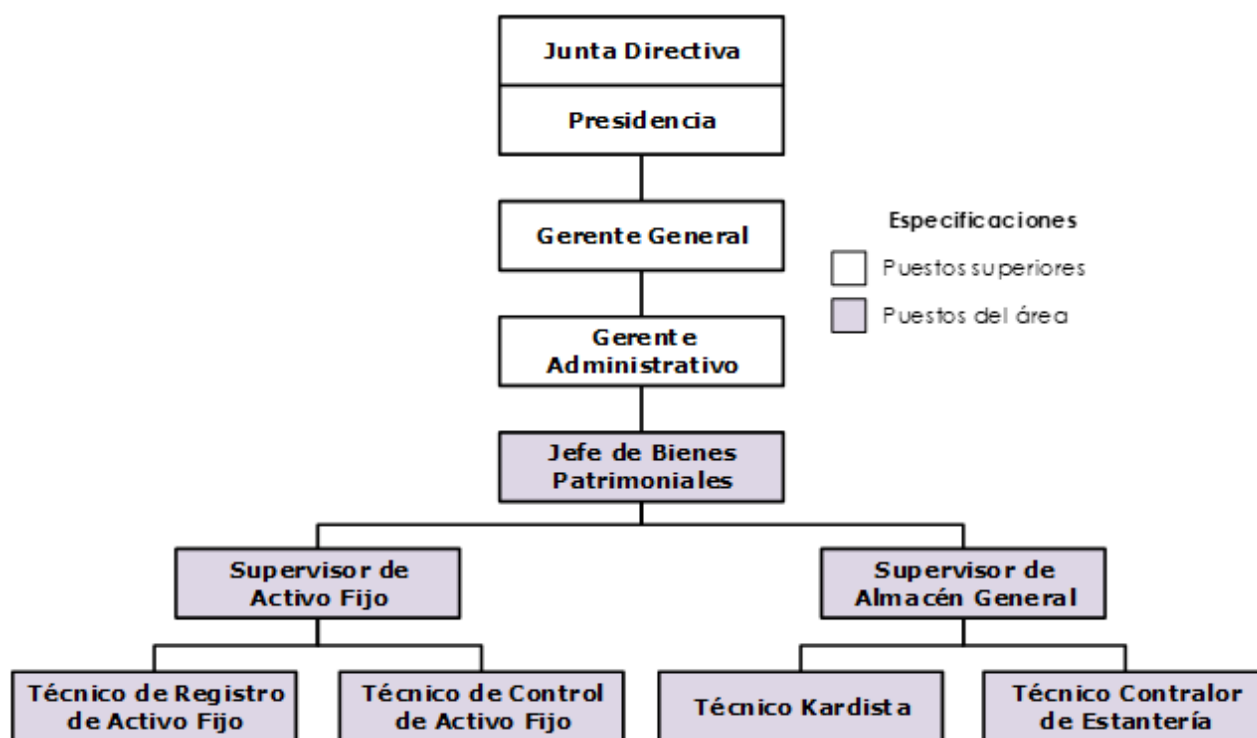 Junta Directiva
Presidencia
Gerente General
Especificaciones
Puestos superiores
Puestos del área
Gerente
Administrativo
Jefe de Bienes
Patrimoniales
Supervisor de
Activo Fijo
Supervisor de
Almacén General
Técnico de Registro
de Activo Fijo
Técnico de Control
de Activo Fijo
Técnico Kardista
Técnico Contralor
de Estantería